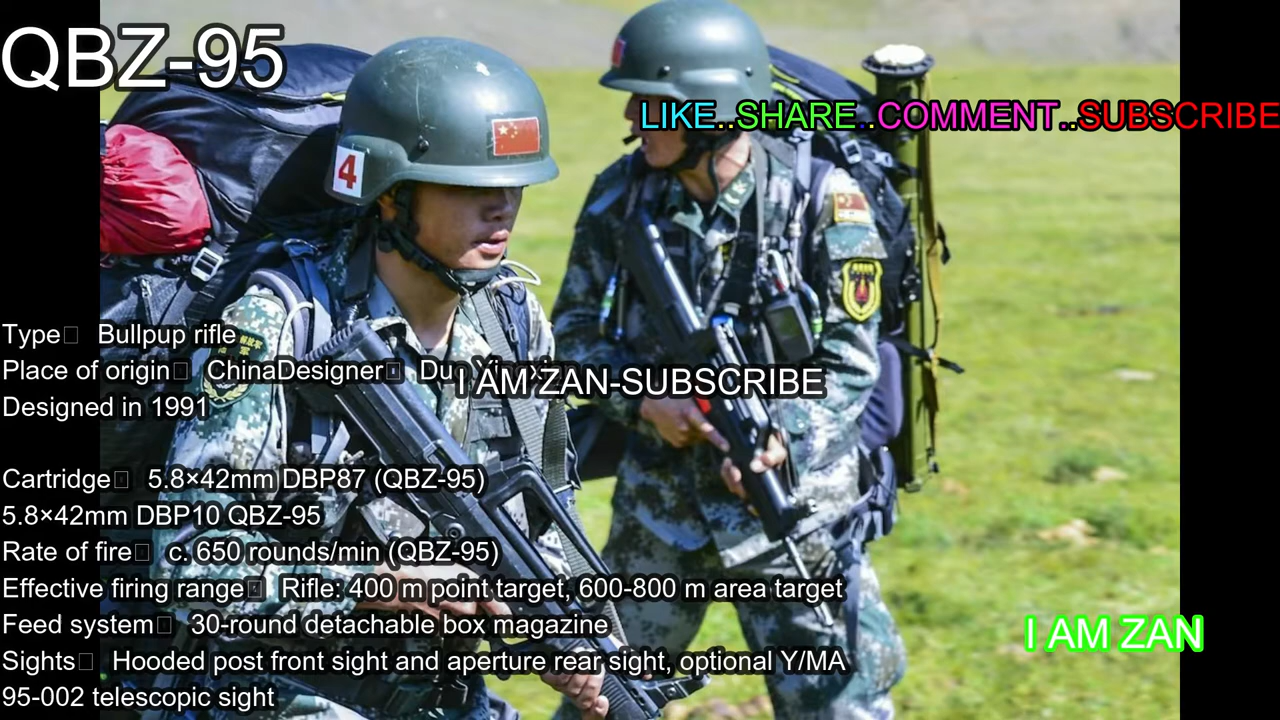 QBZ-95
LIKE..SHARE..COMMENT..SUBSCRIBE
4
Type Bullpup rifle
Place of origin ChinaDesigner
I AM ZAN-SUBSCRIBE
Designed in 1991
Cartridge 5.8×42mm DBP87 (QBZ-95)
5.8×42mm DBP10 QBZ-95
Rate of fire c. 650 rounds/min (QBZ-95)
Effective firing range Rifle: 400 m point target, 600-800 m area target
Feed system 30-round detachable box magazine
I AM ZAN
Sights Hooded post front sight and aperture rear sight, optional Y/MA
95-002 telescopic sight